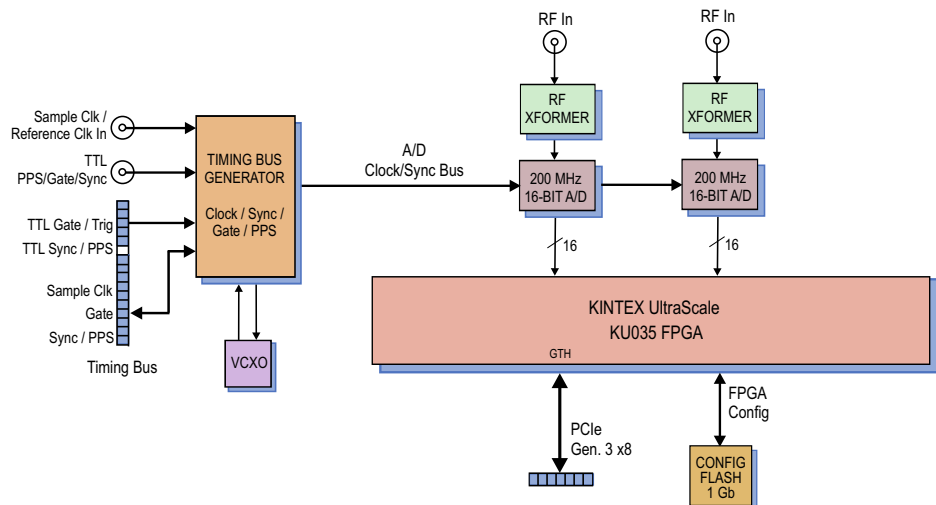 RF In
RF In
Sample Clk /
Reference Clk In
TTL
PPS/Gate/Sync
TTL Gate / Trig
TTL Sync / PPS
Sample Clk
Gate
Sync / PPS
Timing Bus
TIMING BUS
GENERATOR
Clock / Sync /
Gate / PPS
VCXO
A/D
Clock/Sync Bus
RF
XFORMER
RF
XFORMER
200 MHz
16-BIT A/D
200 MHz
16-BIT A/D
16
16
KINTEX UltraScale
KU035 FPGA
GTH
PCIe
Gen. 3 x8
FPGA
Config
CONFIG
FLASH
1 Gb